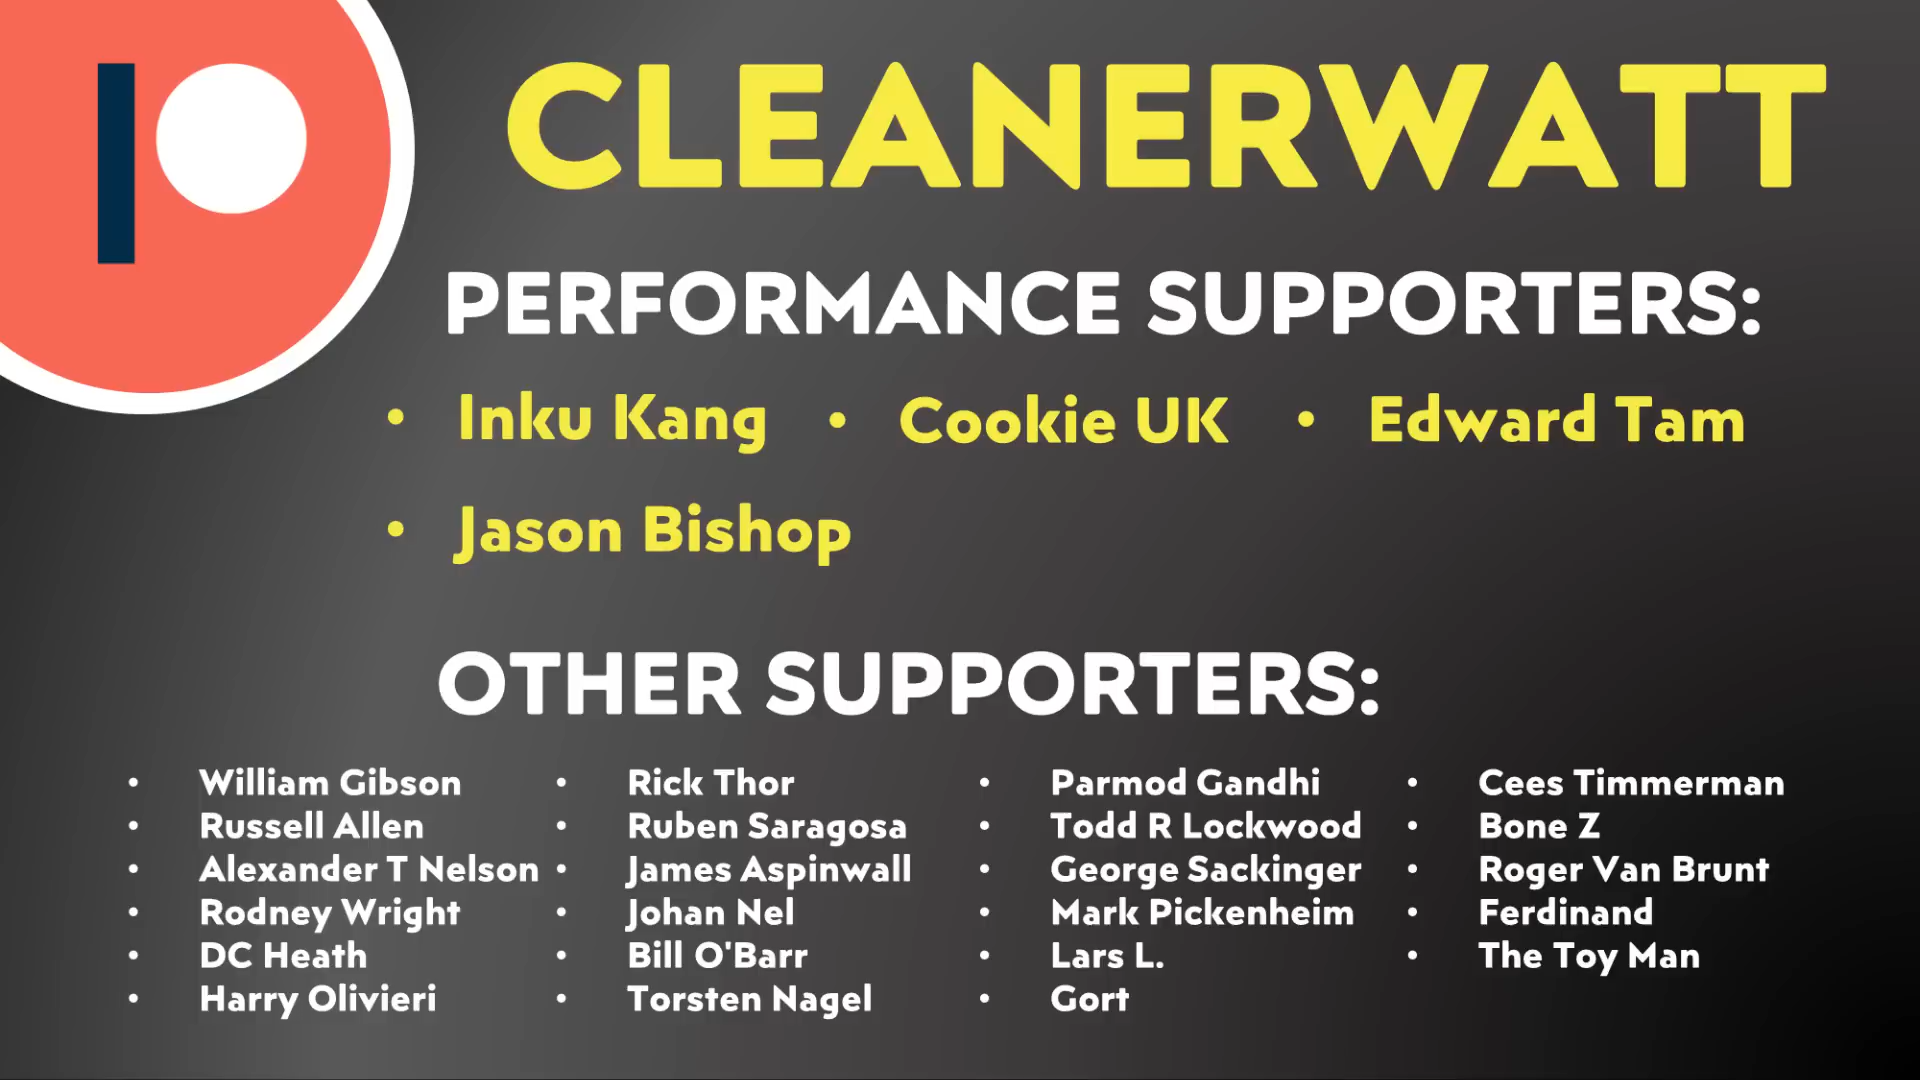 CLEANERWATT
PERFORMANCE SUPPORTERS:
• Inku Kang • Cookie UK • Edward Tam
• Jason Bishop
OTHER SUPPORTERS:
• William Gibson
• Russell Allen
• Alexander T Nelson
• Rodney Wright
• DC Heath
• Harry Olivieri
• Rick Thor
• Ruben Saragosa
• James Aspinwall
• Johan Nel
• Bill O'Barr
• Torsten Nagel
• Parmod Gandhi
• Todd R Lockwood
• George Sackinger
• Mark Pickenheim
• Lars L.
• Gort
• Cees Timmerman
• Bone Z
• Roger Van Brunt
• Ferdinand
• The Toy Man